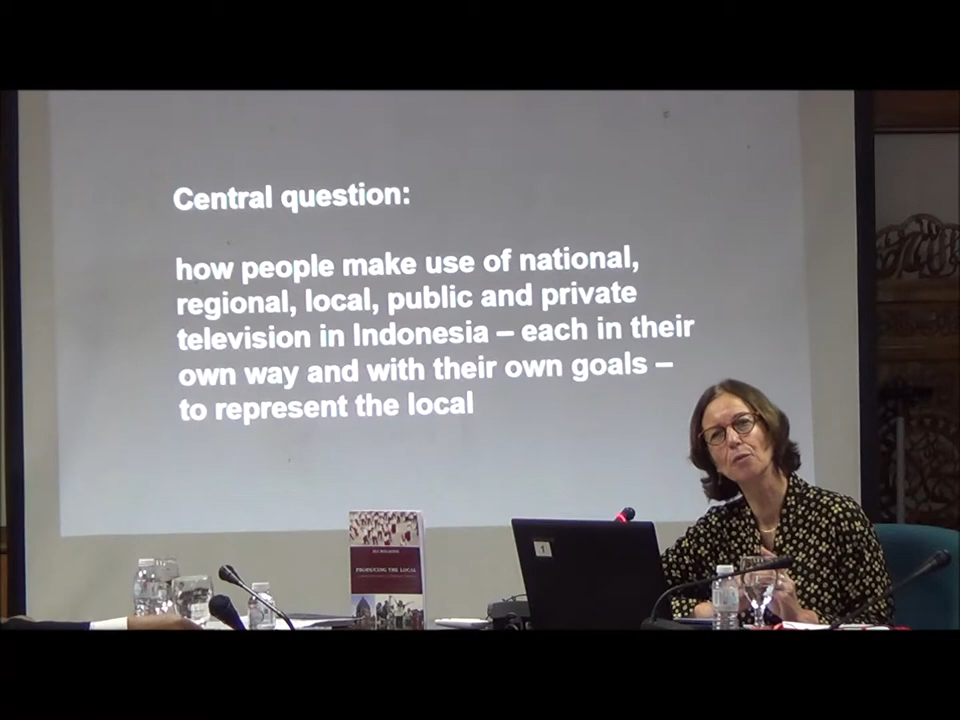 Central question:
how people make use of national,
regional, local, public and private
television in Indonesia – each in their
own way and with their own goals –
to represent the local
PRODUCING THE LOCAL
1